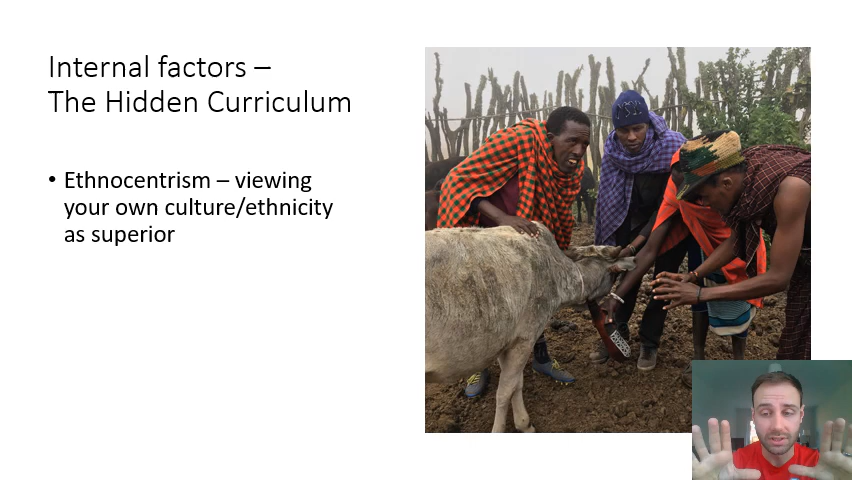 Internal factors –
The Hidden Curriculum
• Ethnocentrism – viewing
your own culture/ethnicity
as superior